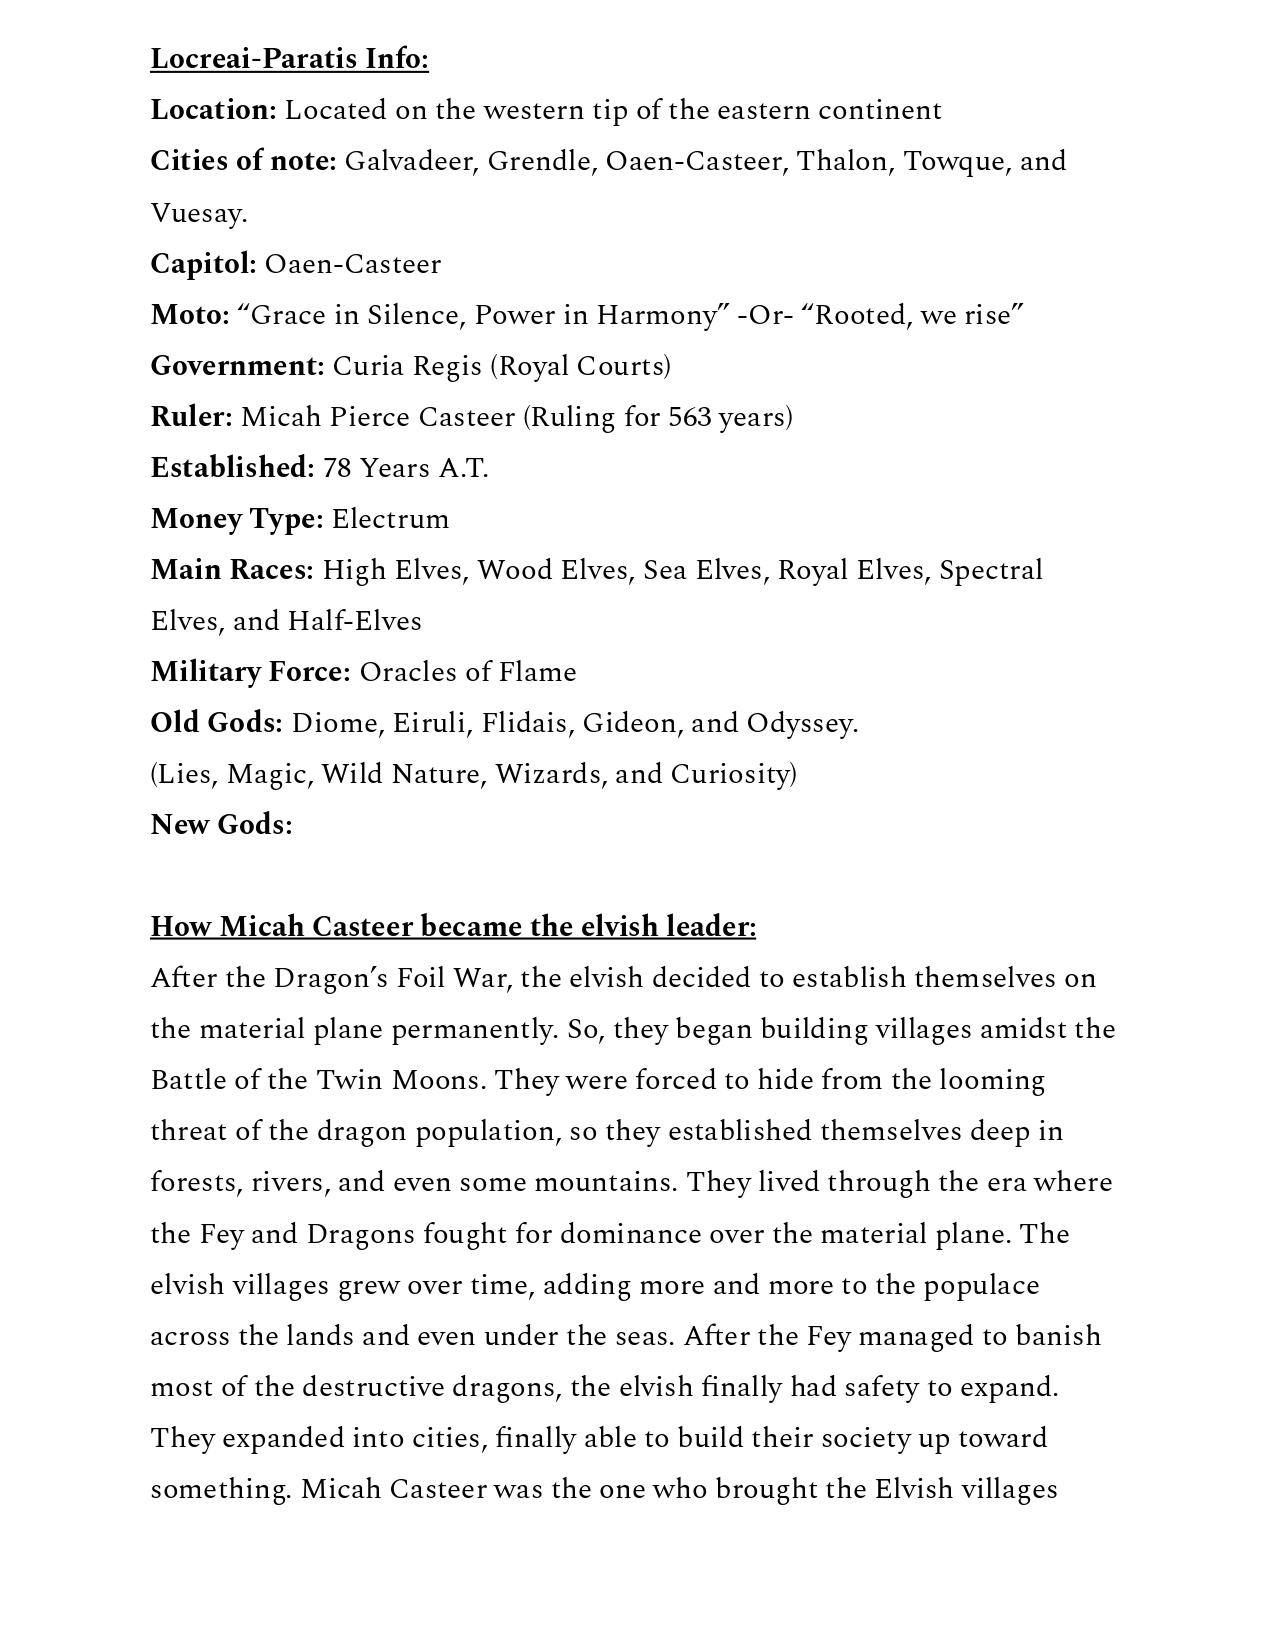 Locreai-Paratis Info:
Location: Located on the western tip of the eastern continent
Cities of note: Galvadeer, Grendle, Oaen-Casteer, Thalon, Towque, and
Vuesay.
Capitol: Oaen-Casteer
Moto: “Grace in Silence, Power in Harmony” -Or- “Rooted, we rise”
Government: Curia Regis (Royal Courts)
Ruler: Micah Pierce Casteer (Ruling for 563 years)
Established: 78 Years A.T.
Money Type: Electrum
Main Races: High Elves, Wood Elves, Sea Elves, Royal Elves, Spectral
Elves, and Half-Elves
Military Force: Oracles of Flame
Old Gods: Diome, Eiruli, Flidais, Gideon, and Odyssey.
(Lies, Magic, Wild Nature, Wizards, and Curiosity)
New Gods:
How Micah Casteer became the elvish leader:
After the Dragon’s Foil War, the elvish decided to establish themselves on
the material plane permanently. So, they began building villages amidst the
Battle of the Twin Moons. They were forced to hide from the looming
threat of the dragon population, so they established themselves deep in
forests, rivers, and even some mountains. They lived through the era where
the Fey and Dragons fought for dominance over the material plane. The
elvish villages grew over time, adding more and more to the populace
across the lands and even under the seas. After the Fey managed to banish
most of the destructive dragons, the elvish finally had safety to expand.
They expanded into cities, finally able to build their society up toward
something. Micah Casteer was the one who brought the Elvish villages